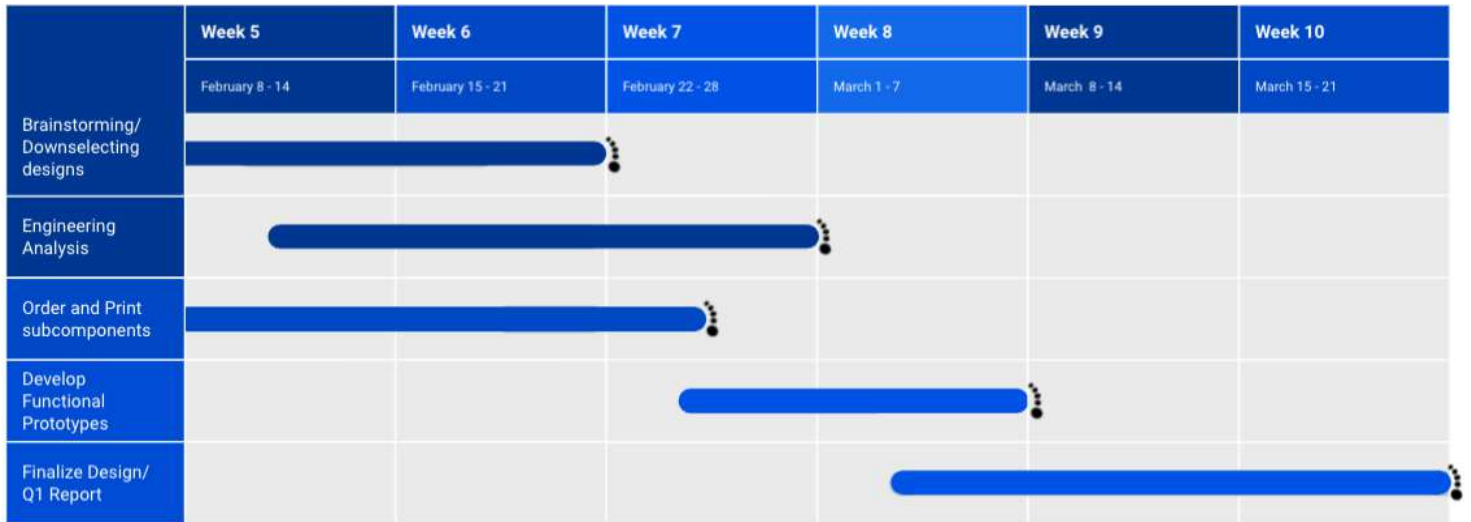 Week 5
Week 6
Week 7
Week 8
Week 9
Week 10
February 8 - 14
February 15 - 21
February 22 - 28
March 1 - 7
March 8 - 14
March 15 - 21
Brainstorming/
Downselecting
designs
Engineering
Analysis
Order and Print
subcomponents
Develop
Functional
Prototypes
Finalize Design/
Q1 Report